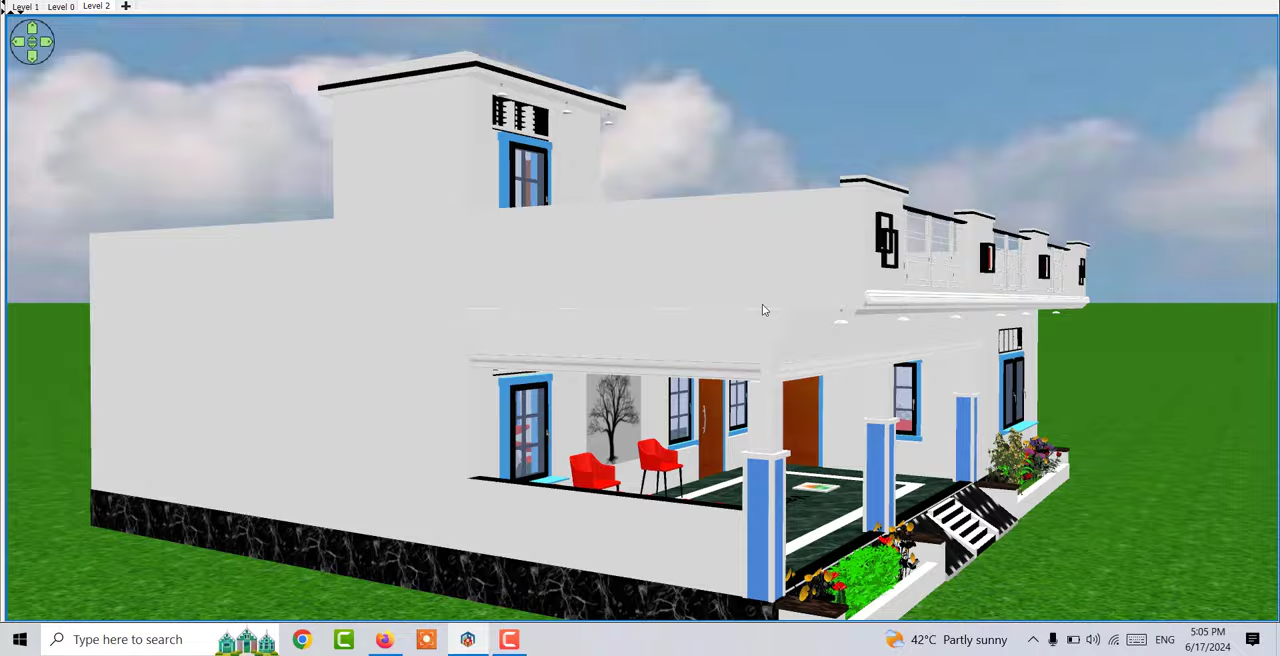 Level 1 Level 0 Level 2
Type here to search
42°C Partly sunny
ENG
5:05 PM
6/17/2024